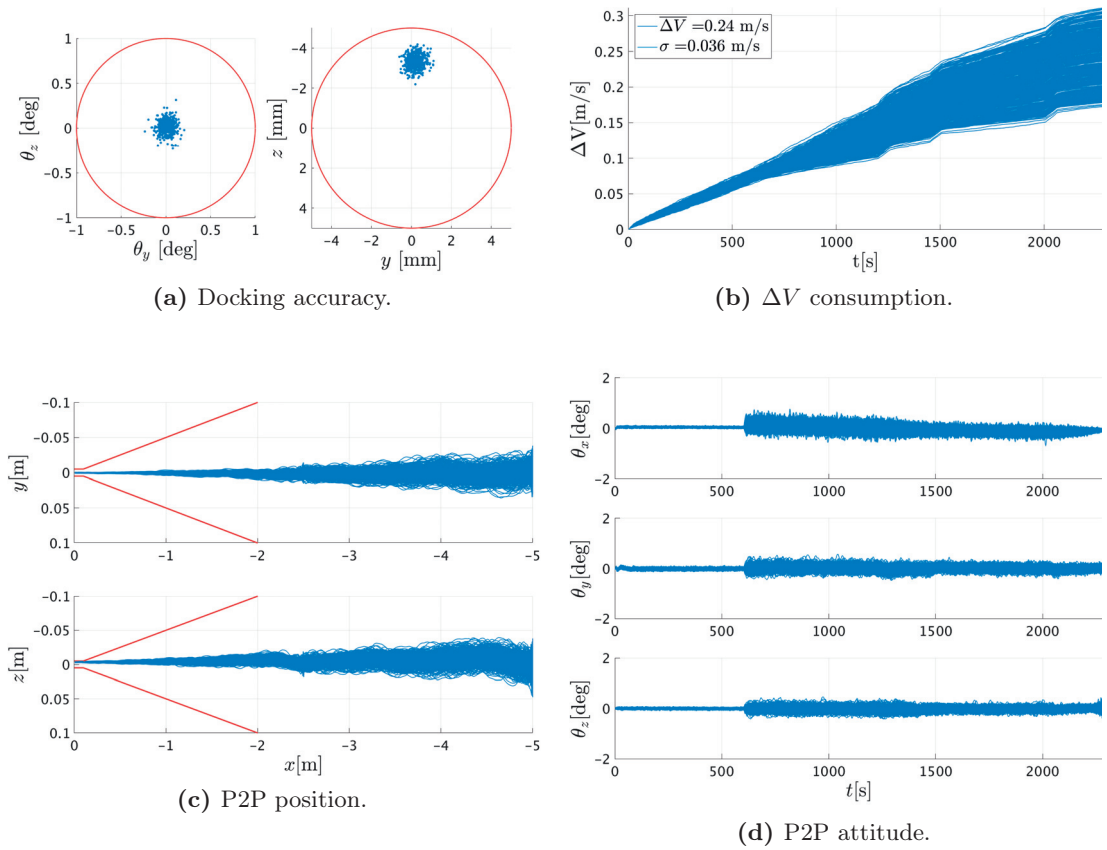 1
0.5
0
−0.5
−1
θz [deg]
−1 −0.5 0 0.5 1
θy [deg]
−4
−2
0
2
4
z [mm]
−4 −2 0 2 4
y [mm]
(a) Docking accuracy.
0.3
0.25
0.2
0.15
0.1
0.05
0
ΔV[m/s]
ΔV =0.24 m/s
σ =0.036 m/s
0 500 1000 1500 2000
t[s]
(b) ΔV consumption.
−0.1
−0.05
0
0.05
0.1
y[m]
0 −1 −2 −3 −4 −5
−0.1
−0.05
0
0.05
0.1
z[m]
0 −1 −2 −3 −4 −5
x[m]
(c) P2P position.
2
0
−2
θx[deg]
0 500 1000 1500 2000
2
0
−2
θy[deg]
0 500 1000 1500 2000
2
0
−2
θz[deg]
0 500 1000 1500 2000
t[s]
(d) P2P attitude.